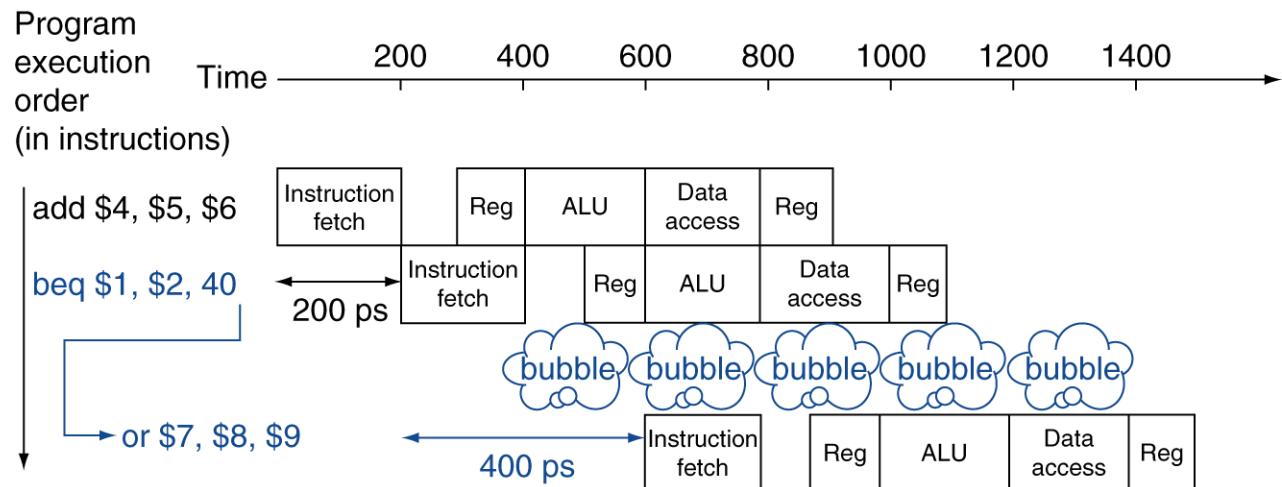 Program
execution
order
(in instructions)
Time
200 400 600 800 1000 1200 1400
add $4, $5, $6
Instruction
fetch
Reg
ALU
Data
access
Reg
beq $1, $2, 40
200 ps
Instruction
fetch
Reg
ALU
Data
access
Reg
bubble bubble bubble bubble bubble
or $7, $8, $9
400 ps
Instruction
fetch
Reg
ALU
Data
access
Reg